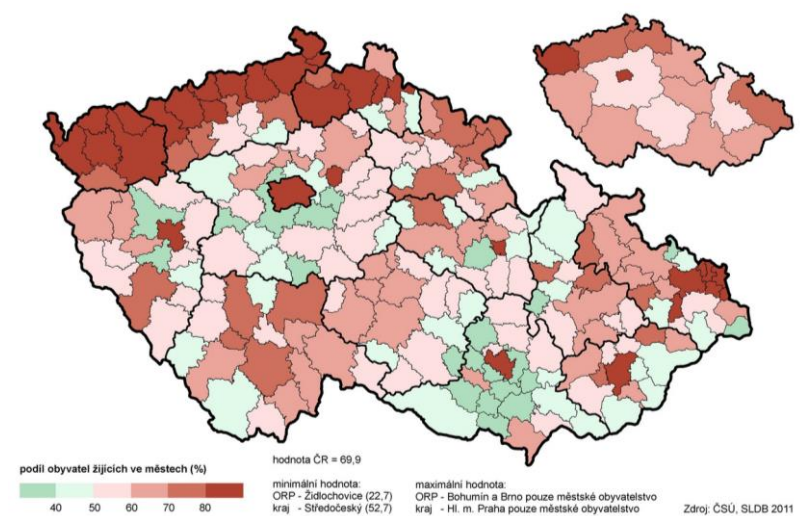 podíl obyvatel žijících ve městech (%)
40 50 60 70 80
hodnota ČR = 69,9
minimální hodnota:
ORP - Židlochovice (22,7)
kraj - Středočeský (52,7)
maximální hodnota:
ORP - Bohumín a Brno pouze městské obyvatelstvo
kraj - Hl. m. Praha pouze městské obyvatelstvo
Zdroj: ČSÚ, SLDB 2011